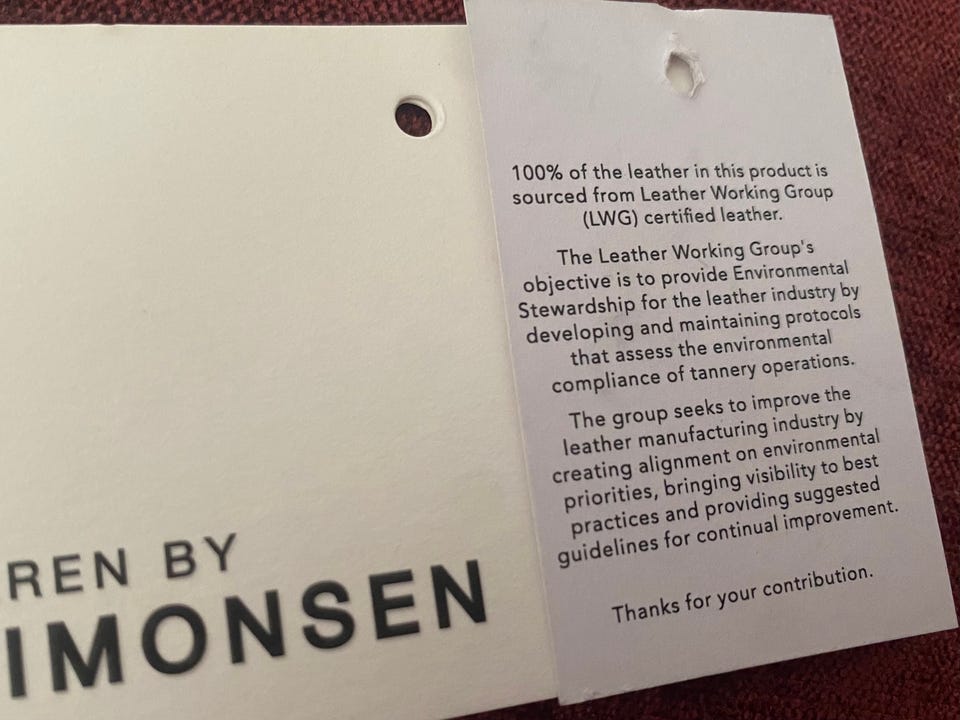 REN BY
IMONSEN
100% of the leather in this product is
sourced from Leather Working Group
(LWG) certified leather.
The Leather Working Group's
objective is to provide Environmental
Stewardship for the leather industry by
developing and maintaining protocols
that assess the environmental
compliance of tannery operations.
The group seeks to improve the
leather manufacturing industry by
creating alignment on environmental
priorities, bringing visibility to best
practices and providing suggested
guidelines for continual improvement.
Thanks for your contribution.